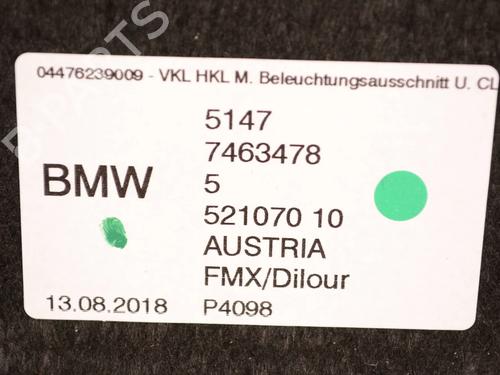 04476239009 - VKL HKL M. Beleuchtungsausschnitt U. CL
5147
7463478
BMW
5
521070 10
AUSTRIA
FMX/Dilour
13.08.2018 P4098